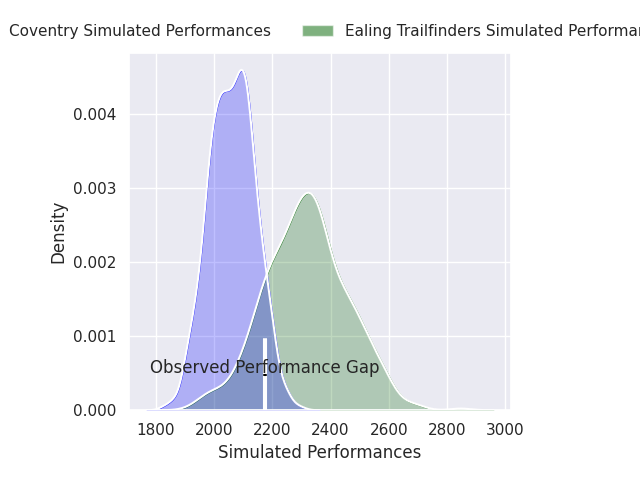 Coventry Simulated Performances
Ealing Trailfinders Simulated Performa
Density
0.004
0.003
0.002
0.001
0.000
Observed Performance Gap
1800 2000 2200 2400 2600 2800 3000
Simulated Performances